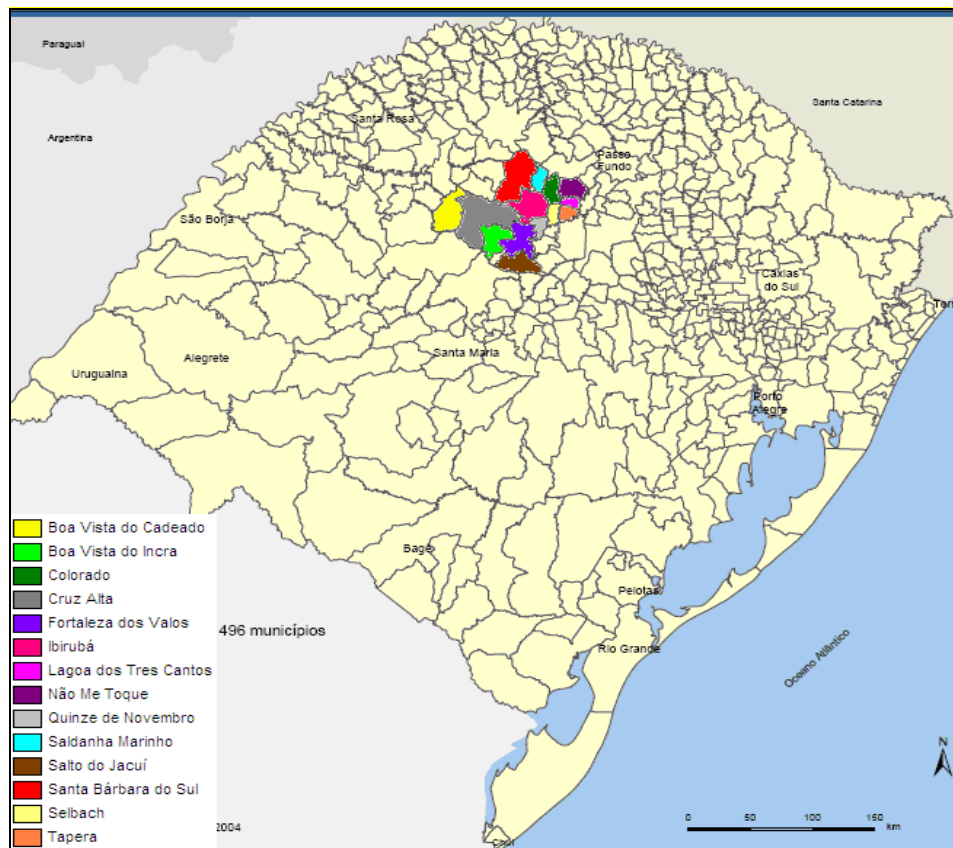 Paraguai
Santa Catarina
Argentina
Santa Rosa
Passo
Fundo
São Borja
Caxias
do Sul
Torr
Santa Maria
Alegrete
Uruguaina
Porto
Alegre
Bagé
Pelotas
Rio Grande
Oceano Atlântico
Chuí
Boa Vista do Cadeado
Boa Vista do Incra
Colorado
Cruz Alta
Fortaleza dos Valos
Ibirubá
Lagoa dos Tres Cantos
Não Me Toque
Quinze de Novembro
Saldanha Marinho
Salto do Jacuí
Santa Bárbara do Sul
Selbach
Tapera
496 municípios
2004
N
0 50 100 150
km